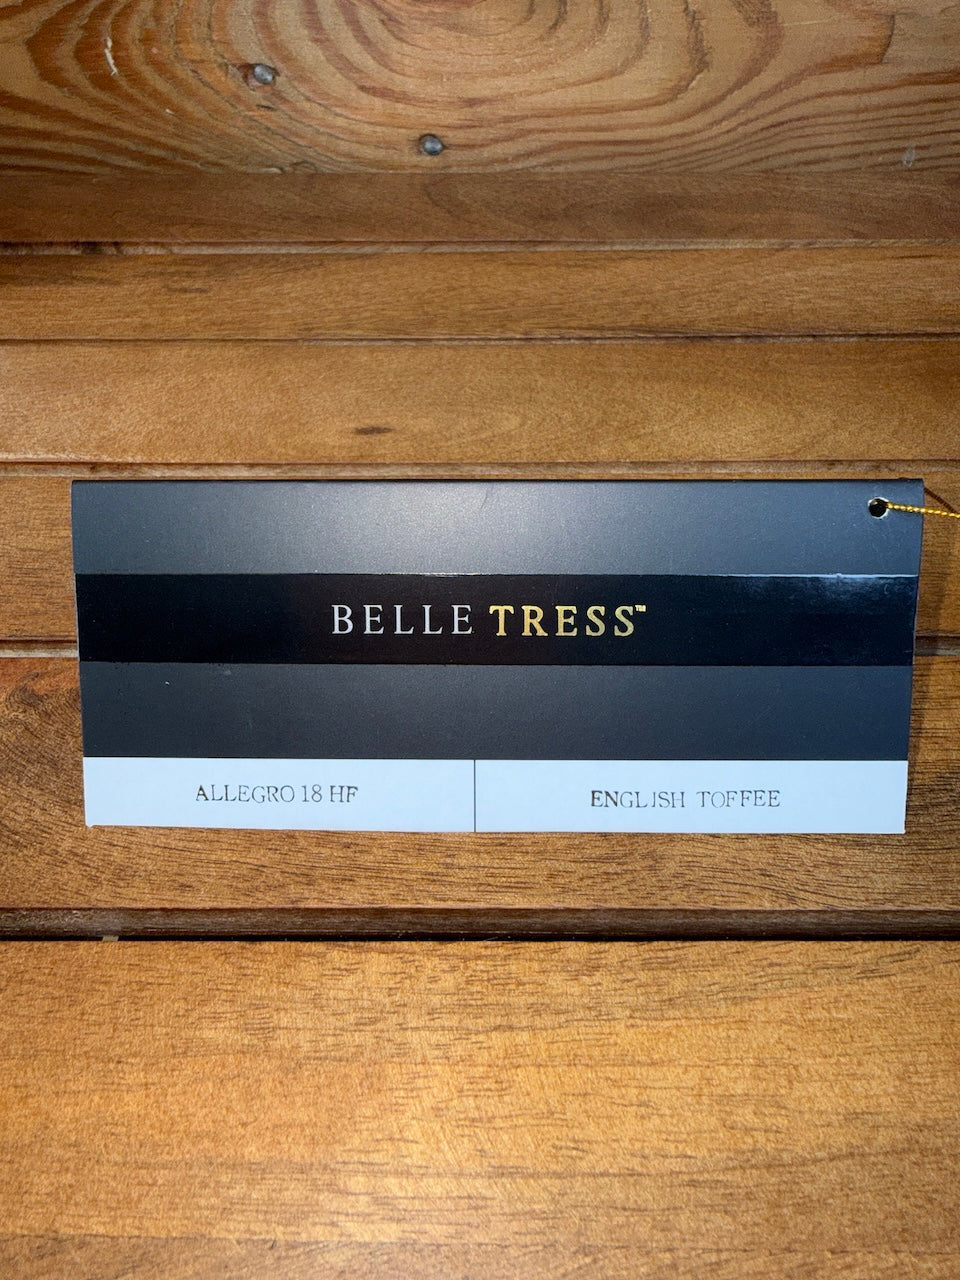 BELLE TRESS™
ALLEGRO 18 HF
ENGLISH TOFFEE